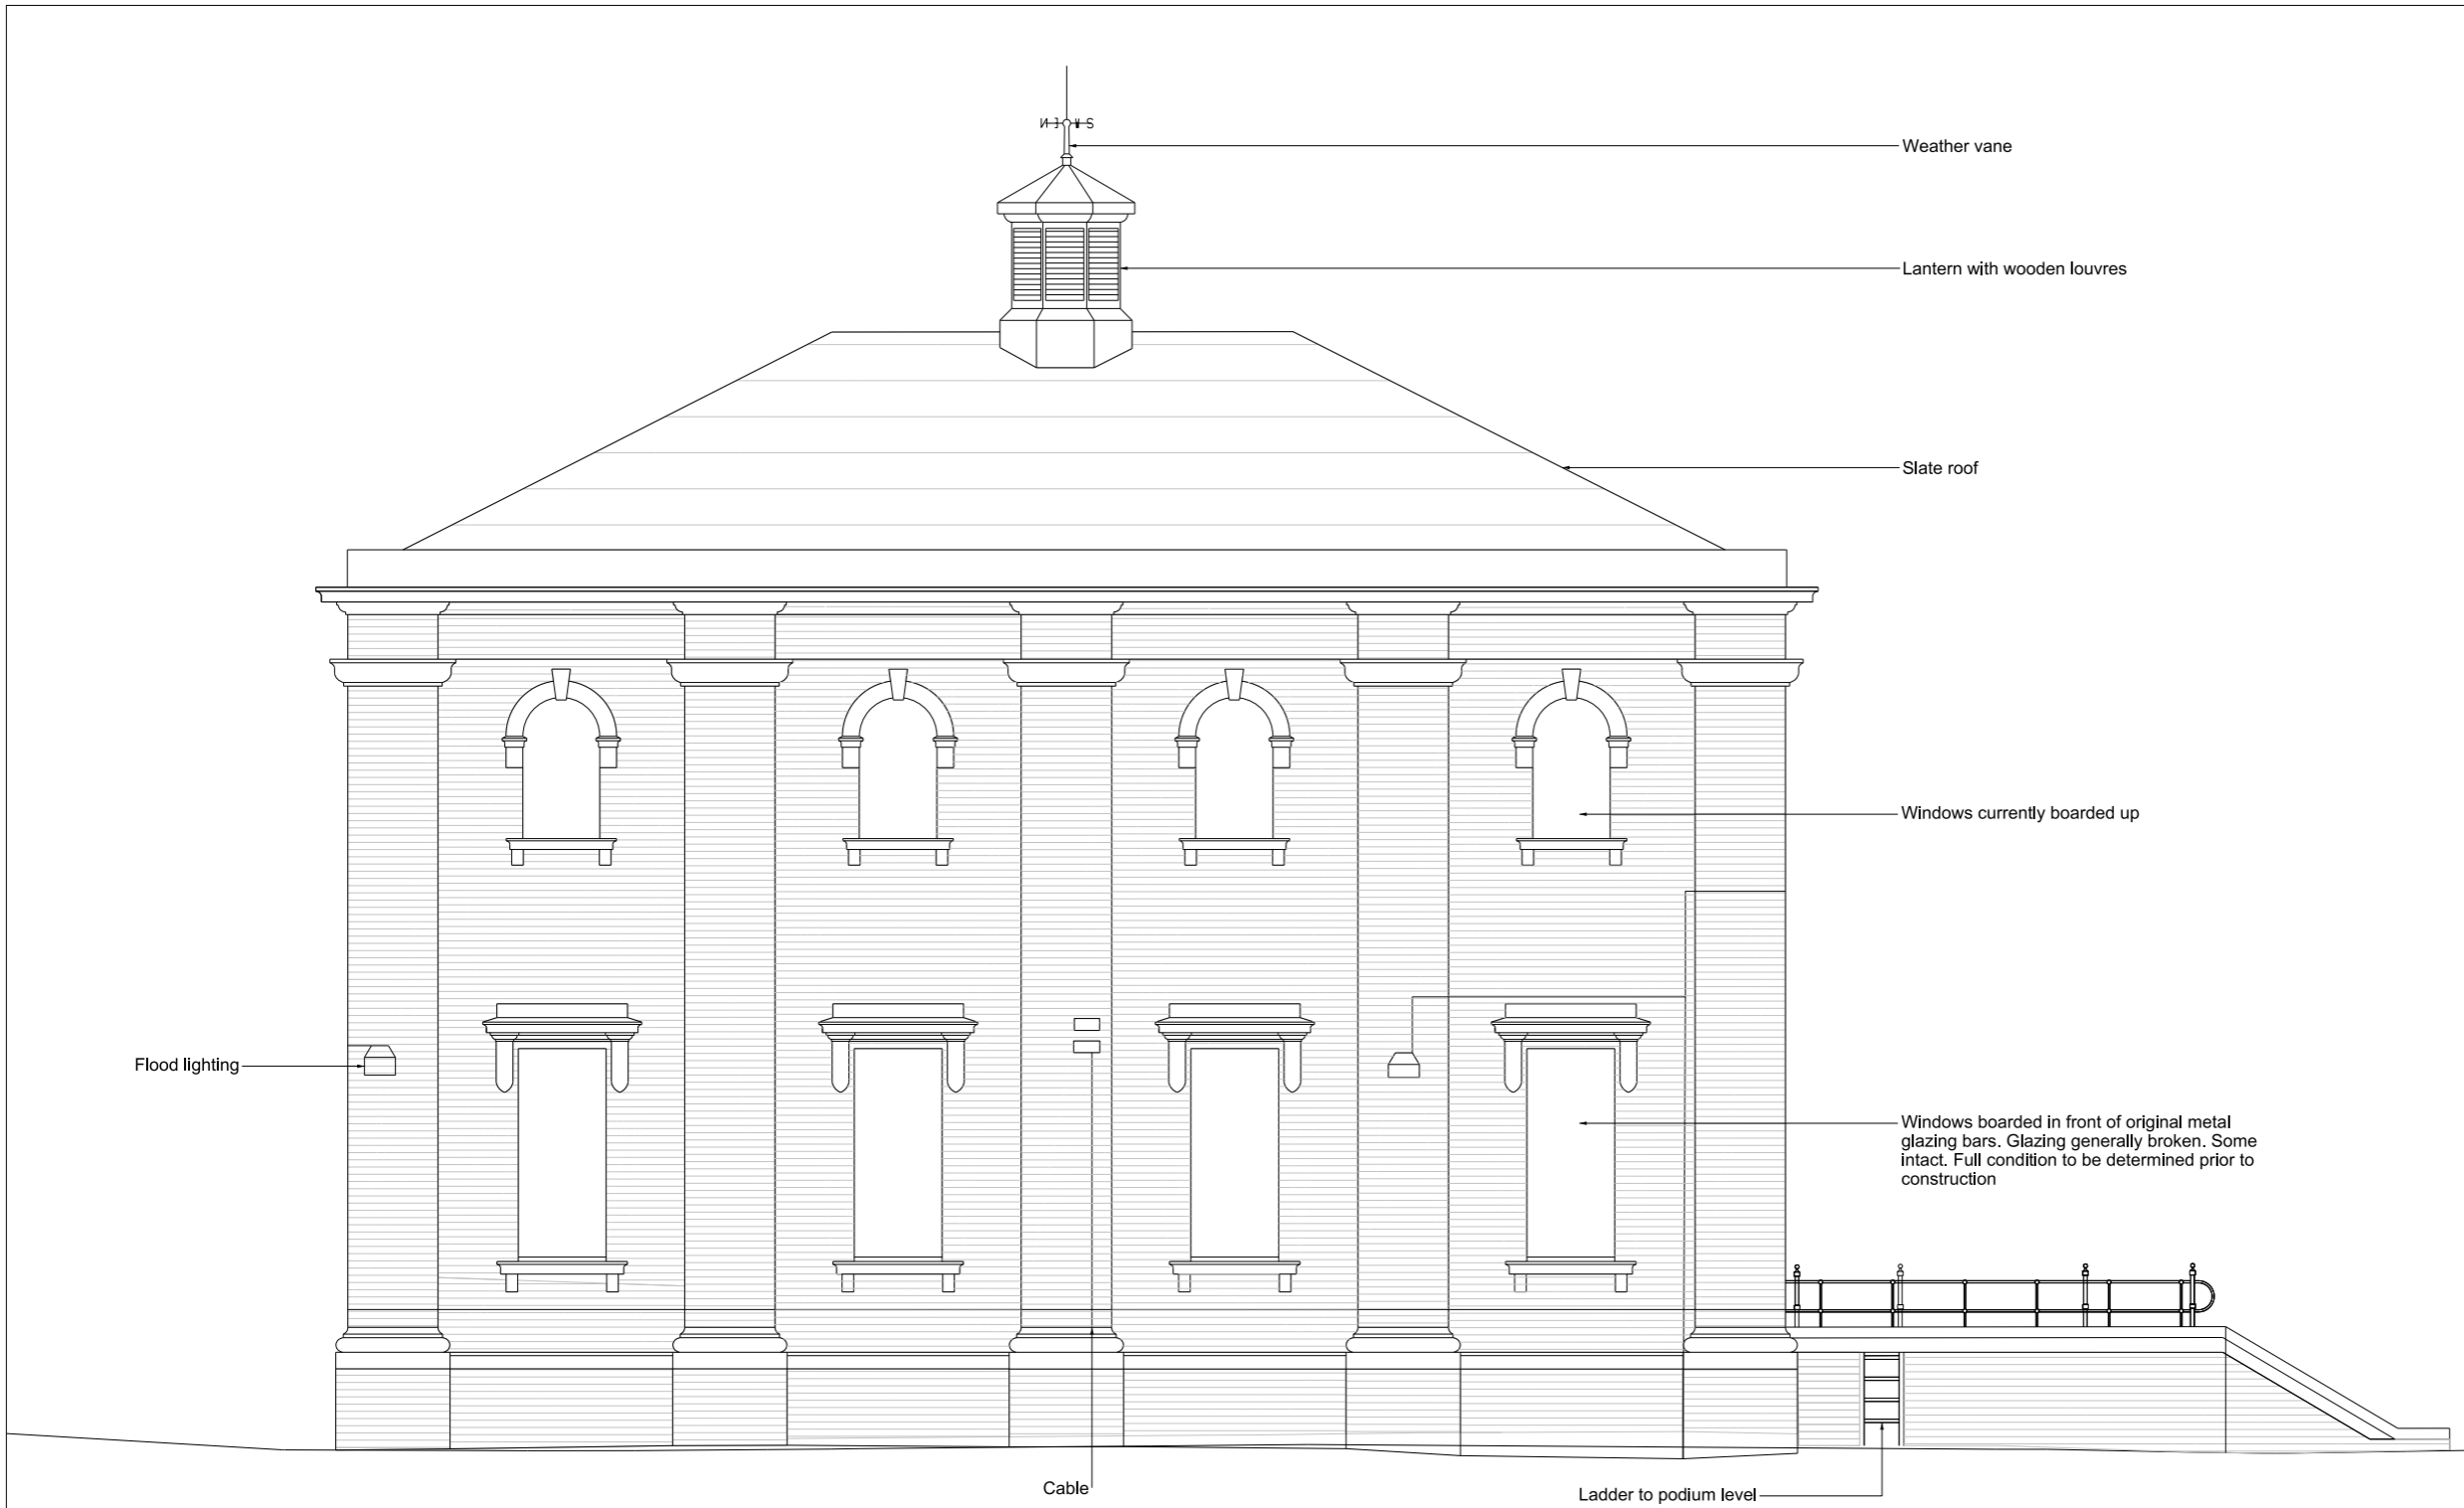 Weather vane
Lantern with wooden louvres
Slate roof
Windows currently boarded up
Flood lighting
Windows boarded in front of original metal
glazing bars. Glazing generally broken. Some
intact. Full condition to be determined prior to
construction
Cable
Ladder to podium level